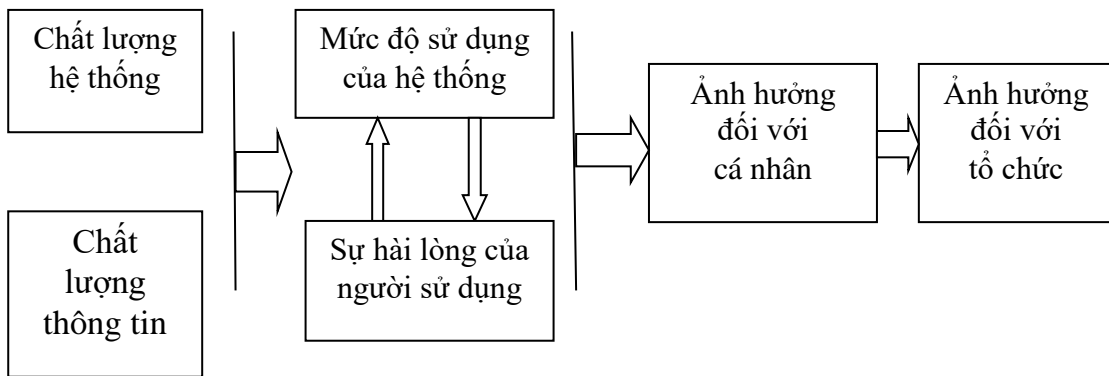 Chất lượng
hệ thống
Chất
lượng
thông tin
Mức độ sử dụng
của hệ thống
Sự hài lòng của
người sử dụng
Ảnh hưởng
đối với
cá nhân
Ảnh hưởng
đối với
tổ chức